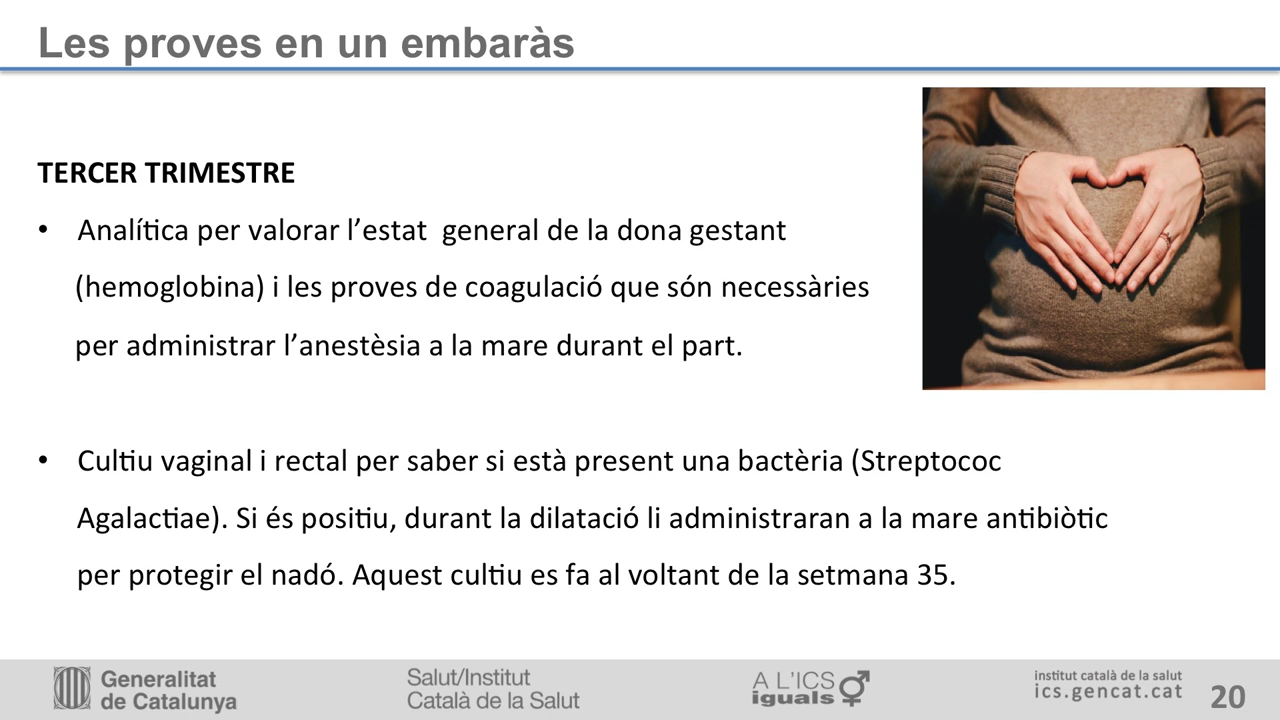 Les proves en un embaràs
TERCER TRIMESTRE
• Analítica per valorar l’estat  general de la dona gestant
(hemoglobina) i les proves de coagulació que són necessàries
per administrar l’anestèsia a la mare durant el part.
• Cultiu vaginal i rectal per saber si està present una bactèria (Streptococ
Agalactiae). Si és positiu, durant la dilatació li administraran a la mare antibiòtic
per protegir el nadó. Aquest cultiu es fa al voltant de la setmana 35.
Generalitat
de Catalunya
Salut/Institut
Català de la Salut
A L'ICS
iguals
institut català de la salut
ics.gencat.cat
20